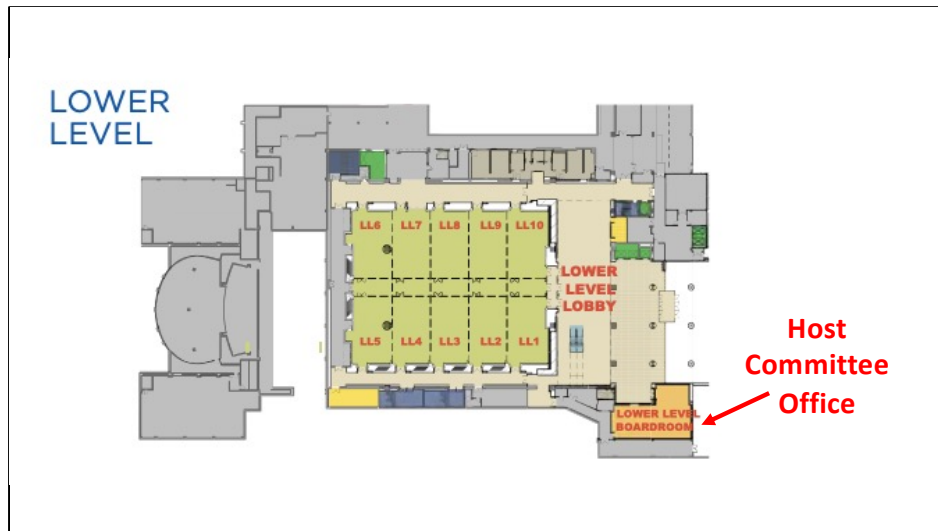 LOWER
LEVEL
LL6 LL7 LL8 LL9 LL10
LOWER
LEVEL
LOBBY
LL5 LL4 LL3 LL2 LL1
Host
Committee
Office
LOWER LEVEL
BOARDROOM